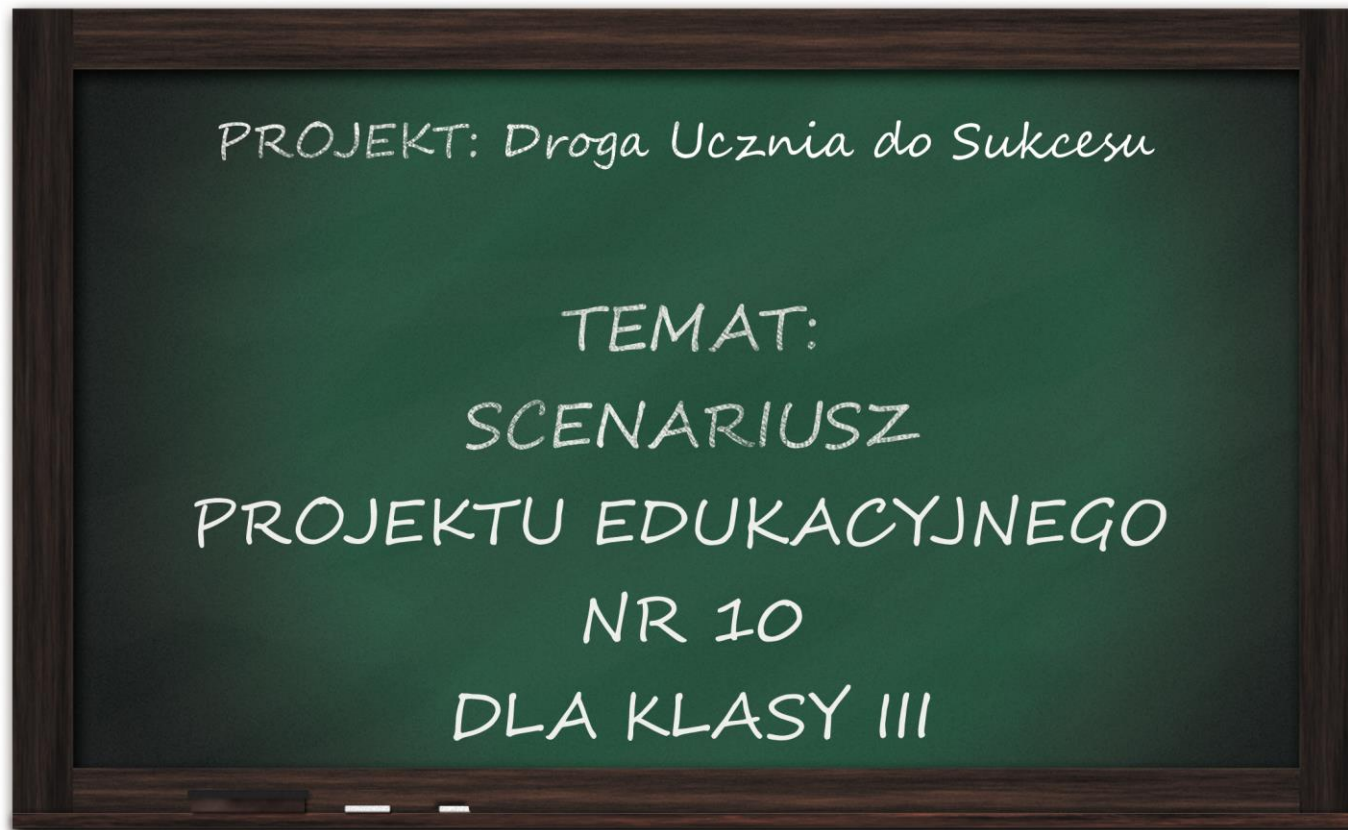 PROJEKT: Droga Ucznia do Sukcesu
TEMAT:
SCENARIUSZ
PROJEKTU EDUKACYJNEGO
NR 10
DLA KLASY III